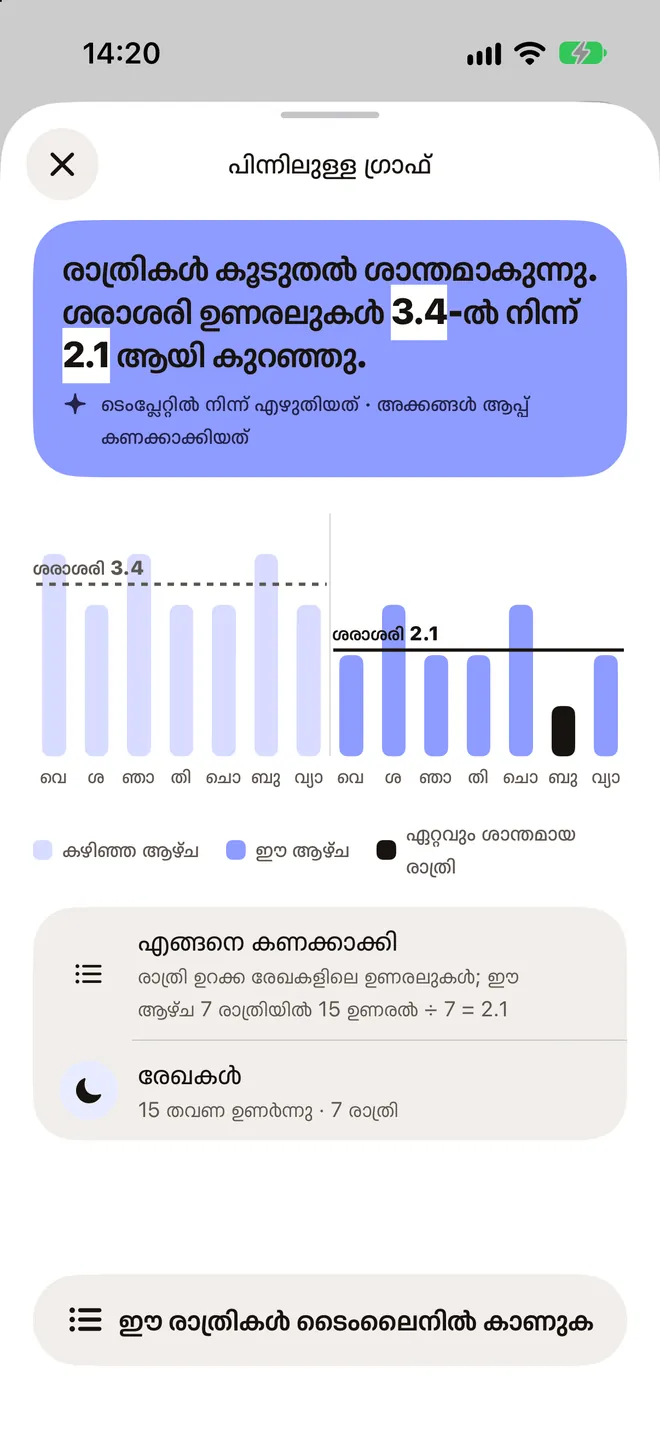 14:20
പിന്നിലുള്ള ഗ്രാഫ്
രാത്രികൾ കൂടുതൽ ശാന്തമാകുന്നു.
ശരാശരി ഉണരലുകൾ 3.4-ൽ നിന്ന്
2.1 ആയി കുറഞ്ഞു.
ടെംപ്ലേറ്റിൽ നിന്ന് എഴുതിയത് · അക്കങ്ങൾ ആപ്പ്
കണക്കാക്കിയത്
ശരാശരി 3.4
ശരാശരി 2.1
വെ ശ ഞാ തി ചൊ ബു വ്യാ വെ ശ ഞാ തി ചൊ ബു വ്യാ
കഴിഞ്ഞ ആഴ്ച ഈ ആഴ്ച ഏറ്റവും ശാന്തമായ
രാത്രി
എങ്ങനെ കണക്കാക്കി
രാത്രി ഉറക്ക രേഖകളിലെ ഉണരലുകൾ; ഈ
ആഴ്ച 7 രാത്രിയിൽ 15 ഉണരൽ ÷ 7 = 2.1
രേഖകൾ
15 തവണ ഉണർന്നു · 7 രാത്രി
ഈ രാത്രികൾ ടൈംലൈനിൽ കാണുക